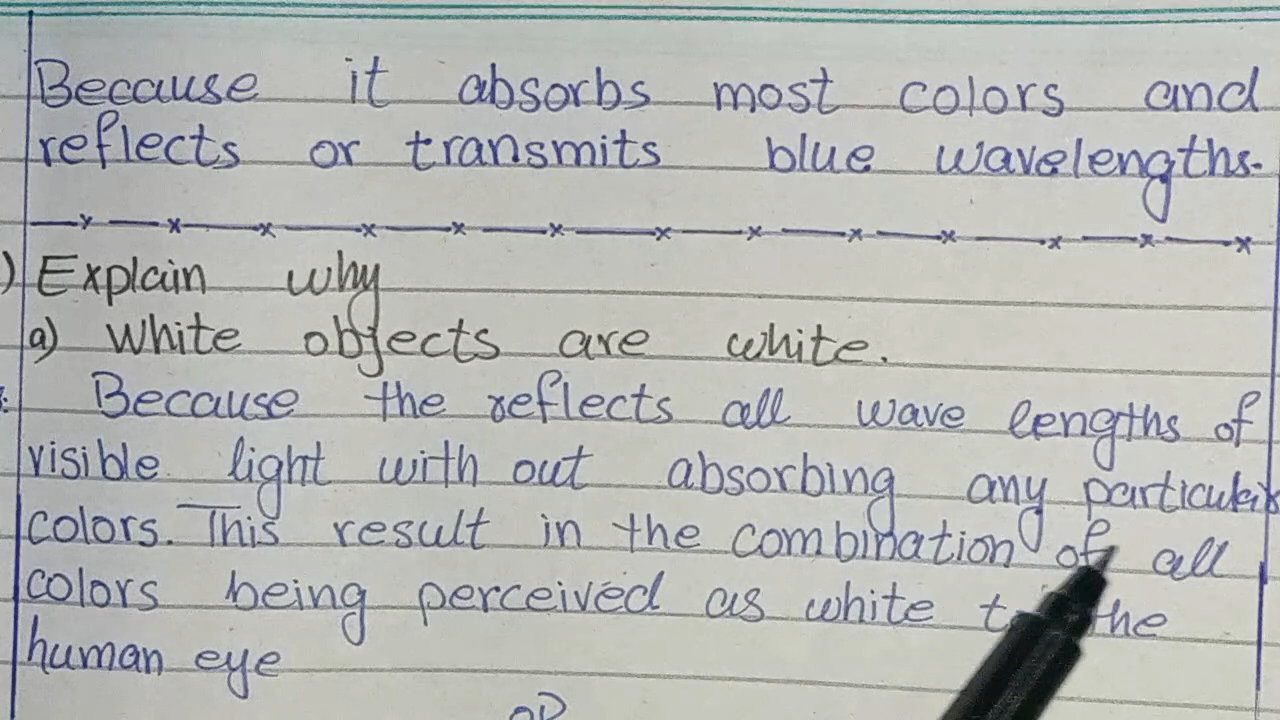 Because it absorbs most colors and
reflects or transmits blue wavelengths.
) Explain why
a) White objects are white.
Because the reflects all wave lengths of
visible light with out absorbing any particular
colors. This result in the combination of all
colors being perceived as white to the
human eye
OR